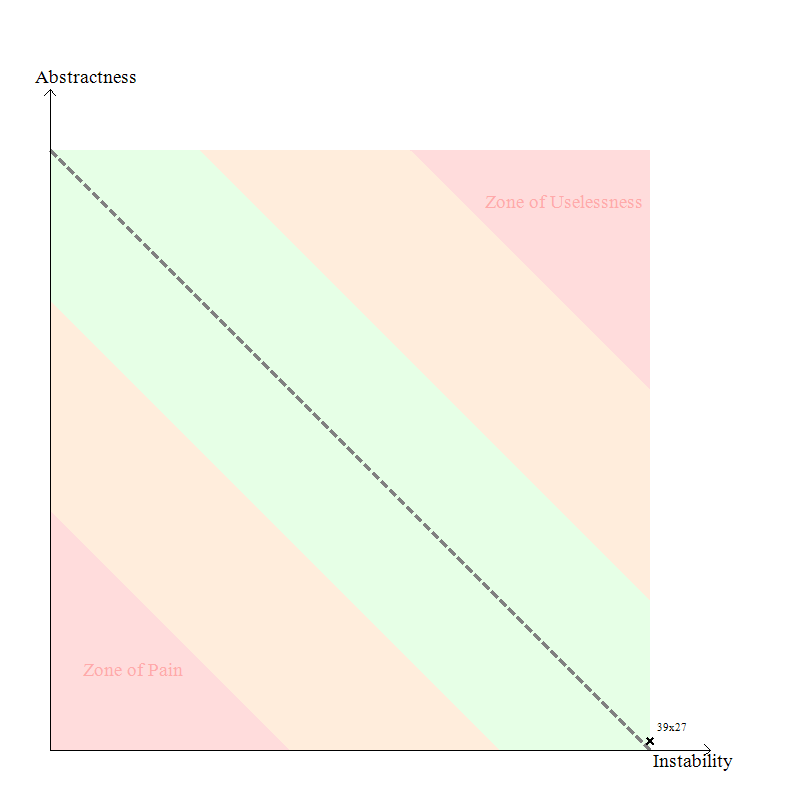 Abstractness
Zone of Uselessness
Zone of Pain
39x27
Instability